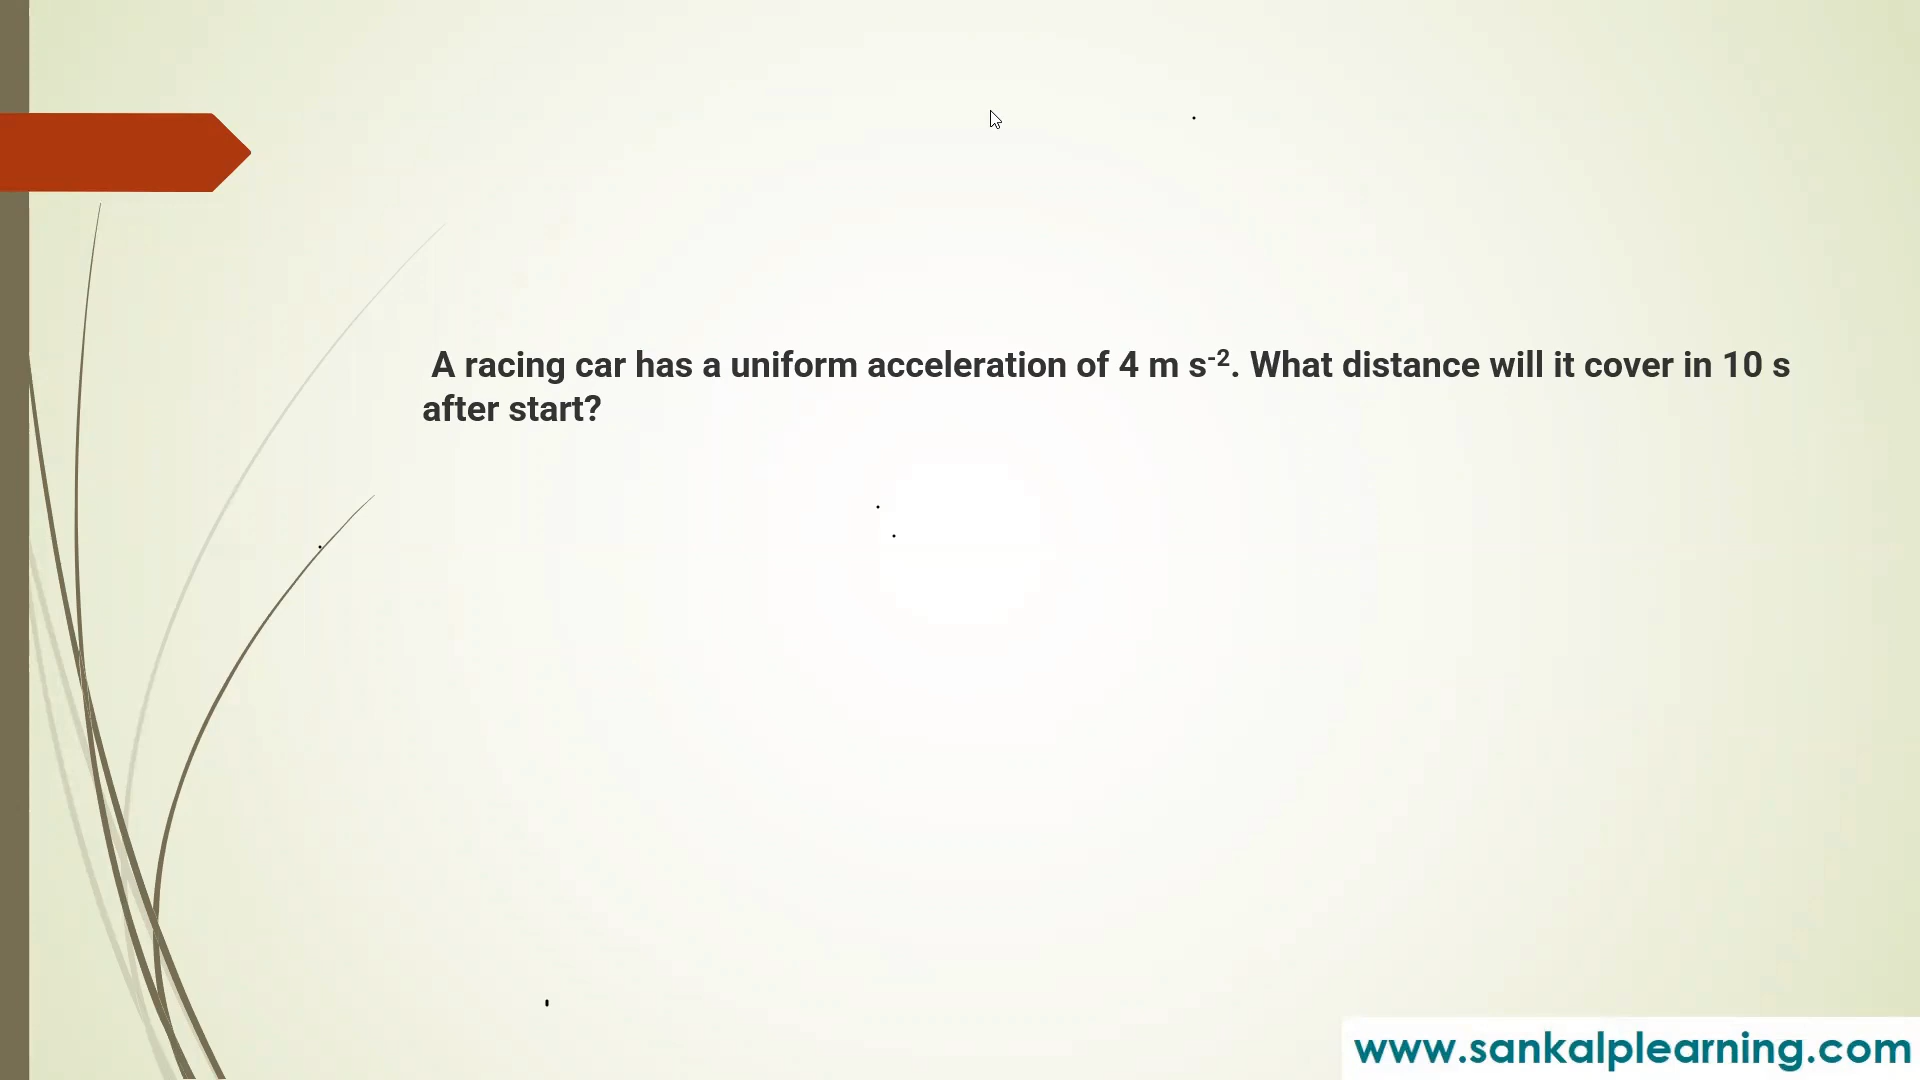 A racing car has a uniform acceleration of 4 m s⁻². What distance will it cover in 10 s
after start?
www.sankalplearning.com